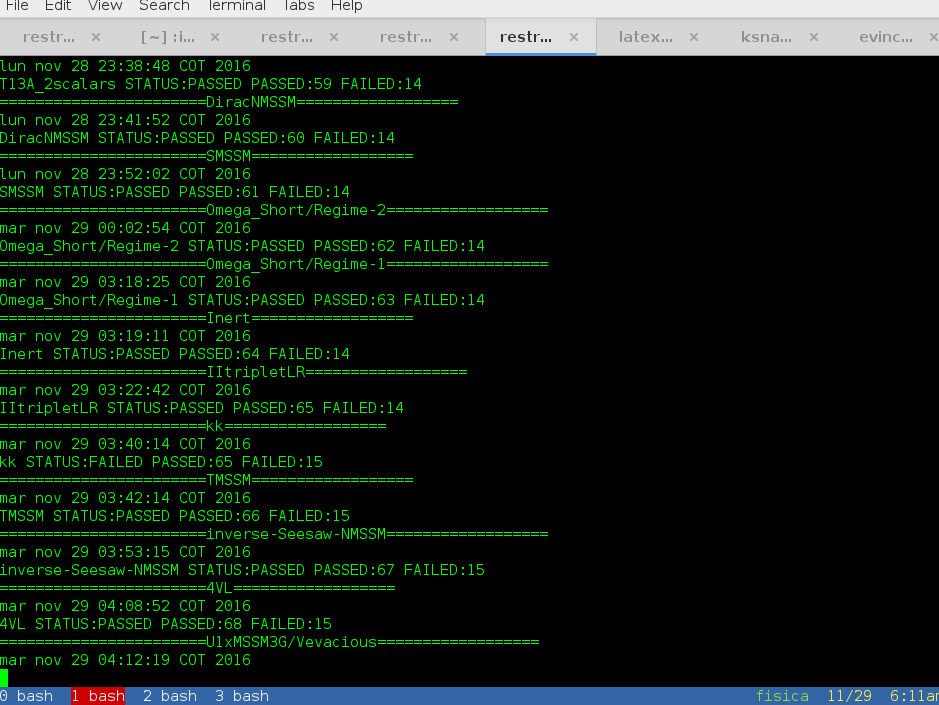 File Edit View Search Terminal Tabs Help
restr... × [~] :i... × restr... × restr... × restr... × latex... × ksna... × evinc... ×
lun nov 28 23:38:48 COT 2016
T13A_2scalars STATUS:PASSED PASSED:59 FAILED:14
=======================DiracNMSSM==================
lun nov 28 23:41:52 COT 2016
DiracNMSSM STATUS:PASSED PASSED:60 FAILED:14
=======================SMSSM==================
lun nov 28 23:52:02 COT 2016
SMSSM STATUS:PASSED PASSED:61 FAILED:14
=======================Omega_Short/Regime-2==================
mar nov 29 00:02:54 COT 2016
Omega_Short/Regime-2 STATUS:PASSED PASSED:62 FAILED:14
=======================Omega_Short/Regime-1==================
mar nov 29 03:18:25 COT 2016
Omega_Short/Regime-1 STATUS:PASSED PASSED:63 FAILED:14
=======================Inert==================
mar nov 29 03:19:11 COT 2016
Inert STATUS:PASSED PASSED:64 FAILED:14
=======================IItripletLR==================
mar nov 29 03:22:42 COT 2016
IItripletLR STATUS:PASSED PASSED:65 FAILED:14
=======================kk==================
mar nov 29 03:40:14 COT 2016
kk STATUS:FAILED PASSED:65 FAILED:15
=======================TMSSM==================
mar nov 29 03:42:14 COT 2016
TMSSM STATUS:PASSED PASSED:66 FAILED:15
=======================inverse-Seesaw-NMSSM==================
mar nov 29 03:53:15 COT 2016
inverse-Seesaw-NMSSM STATUS:PASSED PASSED:67 FAILED:15
=======================4VL==================
mar nov 29 04:08:52 COT 2016
4VL STATUS:PASSED PASSED:68 FAILED:15
=======================U1xMSSM3G/Vevacious==================
mar nov 29 04:12:19 COT 2016
0 bash 1 bash 2 bash 3 bash fisica 11/29 6:11am